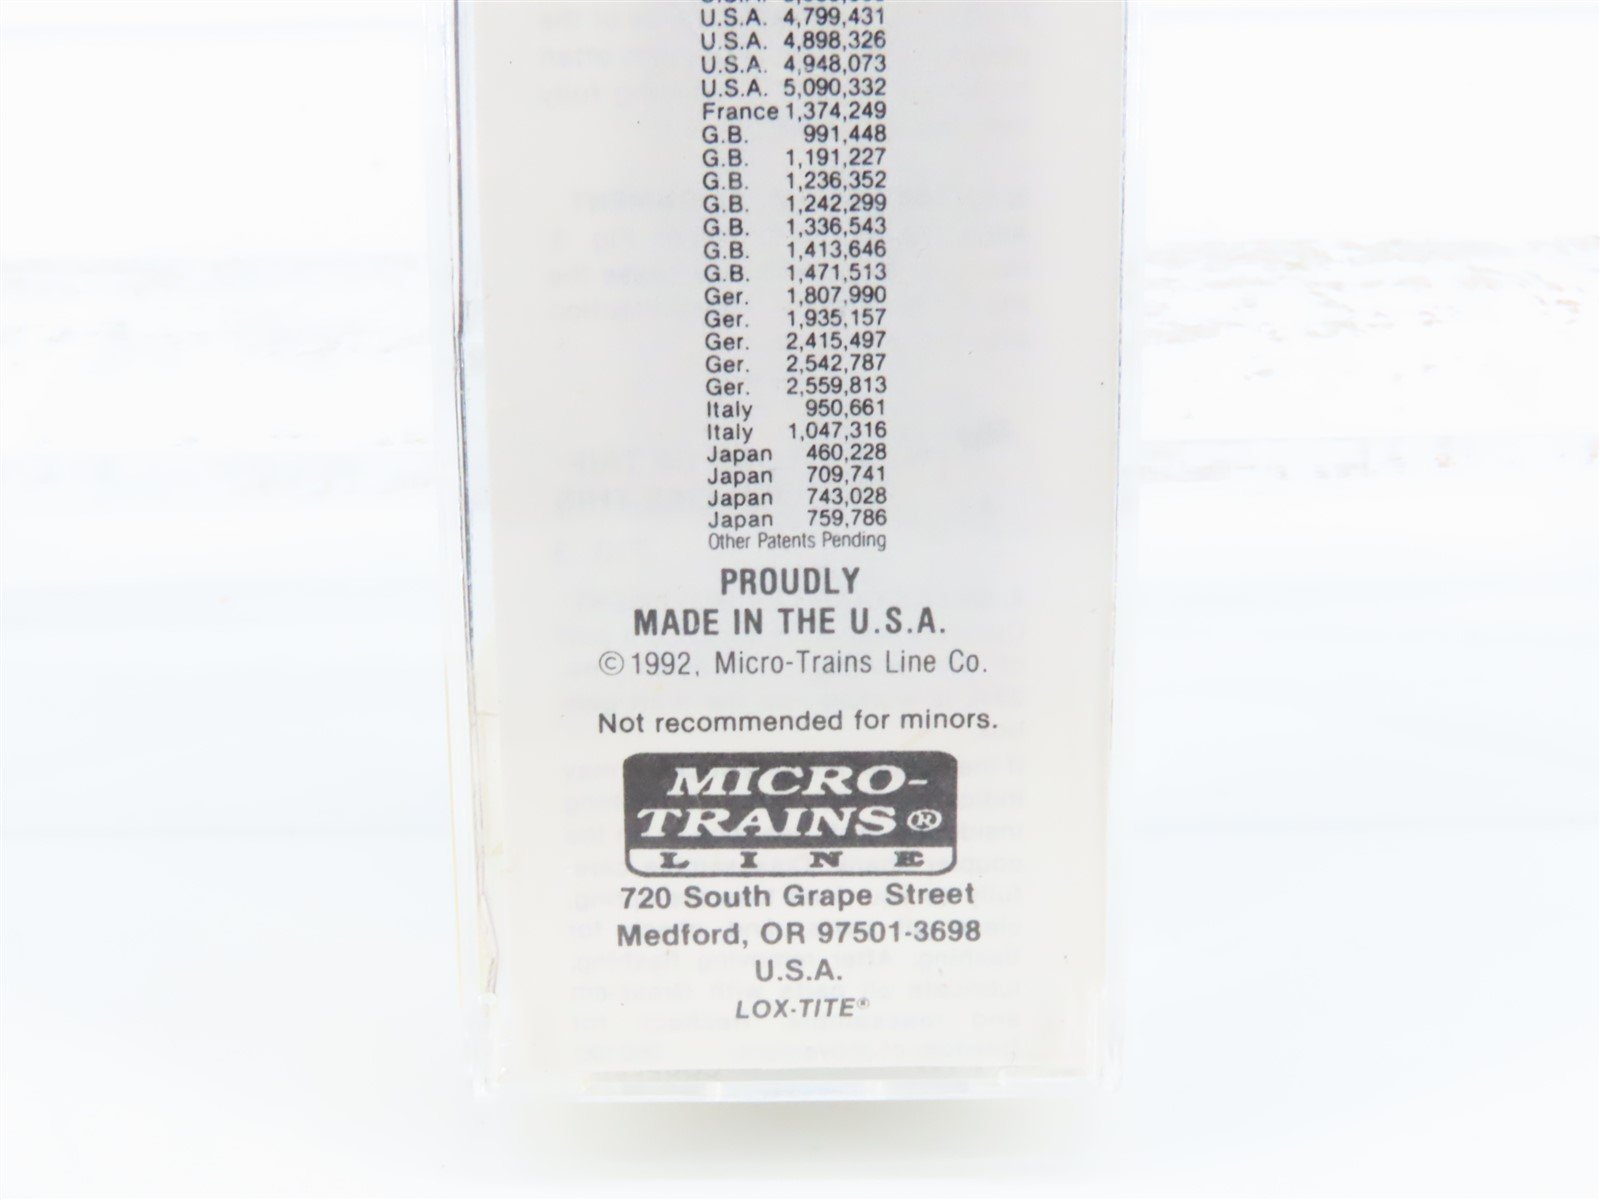 U.S.A. 4,799,431
U.S.A. 4,898,326
U.S.A. 4,948,073
U.S.A. 5,090,332
France 1,374,249
G.B. 991,448
G.B. 1,191,227
G.B. 1,236,352
G.B. 1,242,299
G.B. 1,336,543
G.B. 1,413,646
G.B. 1,471,513
Ger. 1,807,990
Ger. 1,935,157
Ger. 2,415,497
Ger. 2,542,787
Ger. 2,559,813
Italy 950,661
Italy 1,047,316
Japan 460,228
Japan 709,741
Japan 743,028
Japan 759,786
Other Patents Pending
PROUDLY
MADE IN THE U.S.A.
©1992, Micro-Trains Line Co.
Not recommended for minors.
MICRO-
TRAINS®
LINE
720 South Grape Street
Medford, OR 97501-3698
U.S.A.
LOX-TITE®